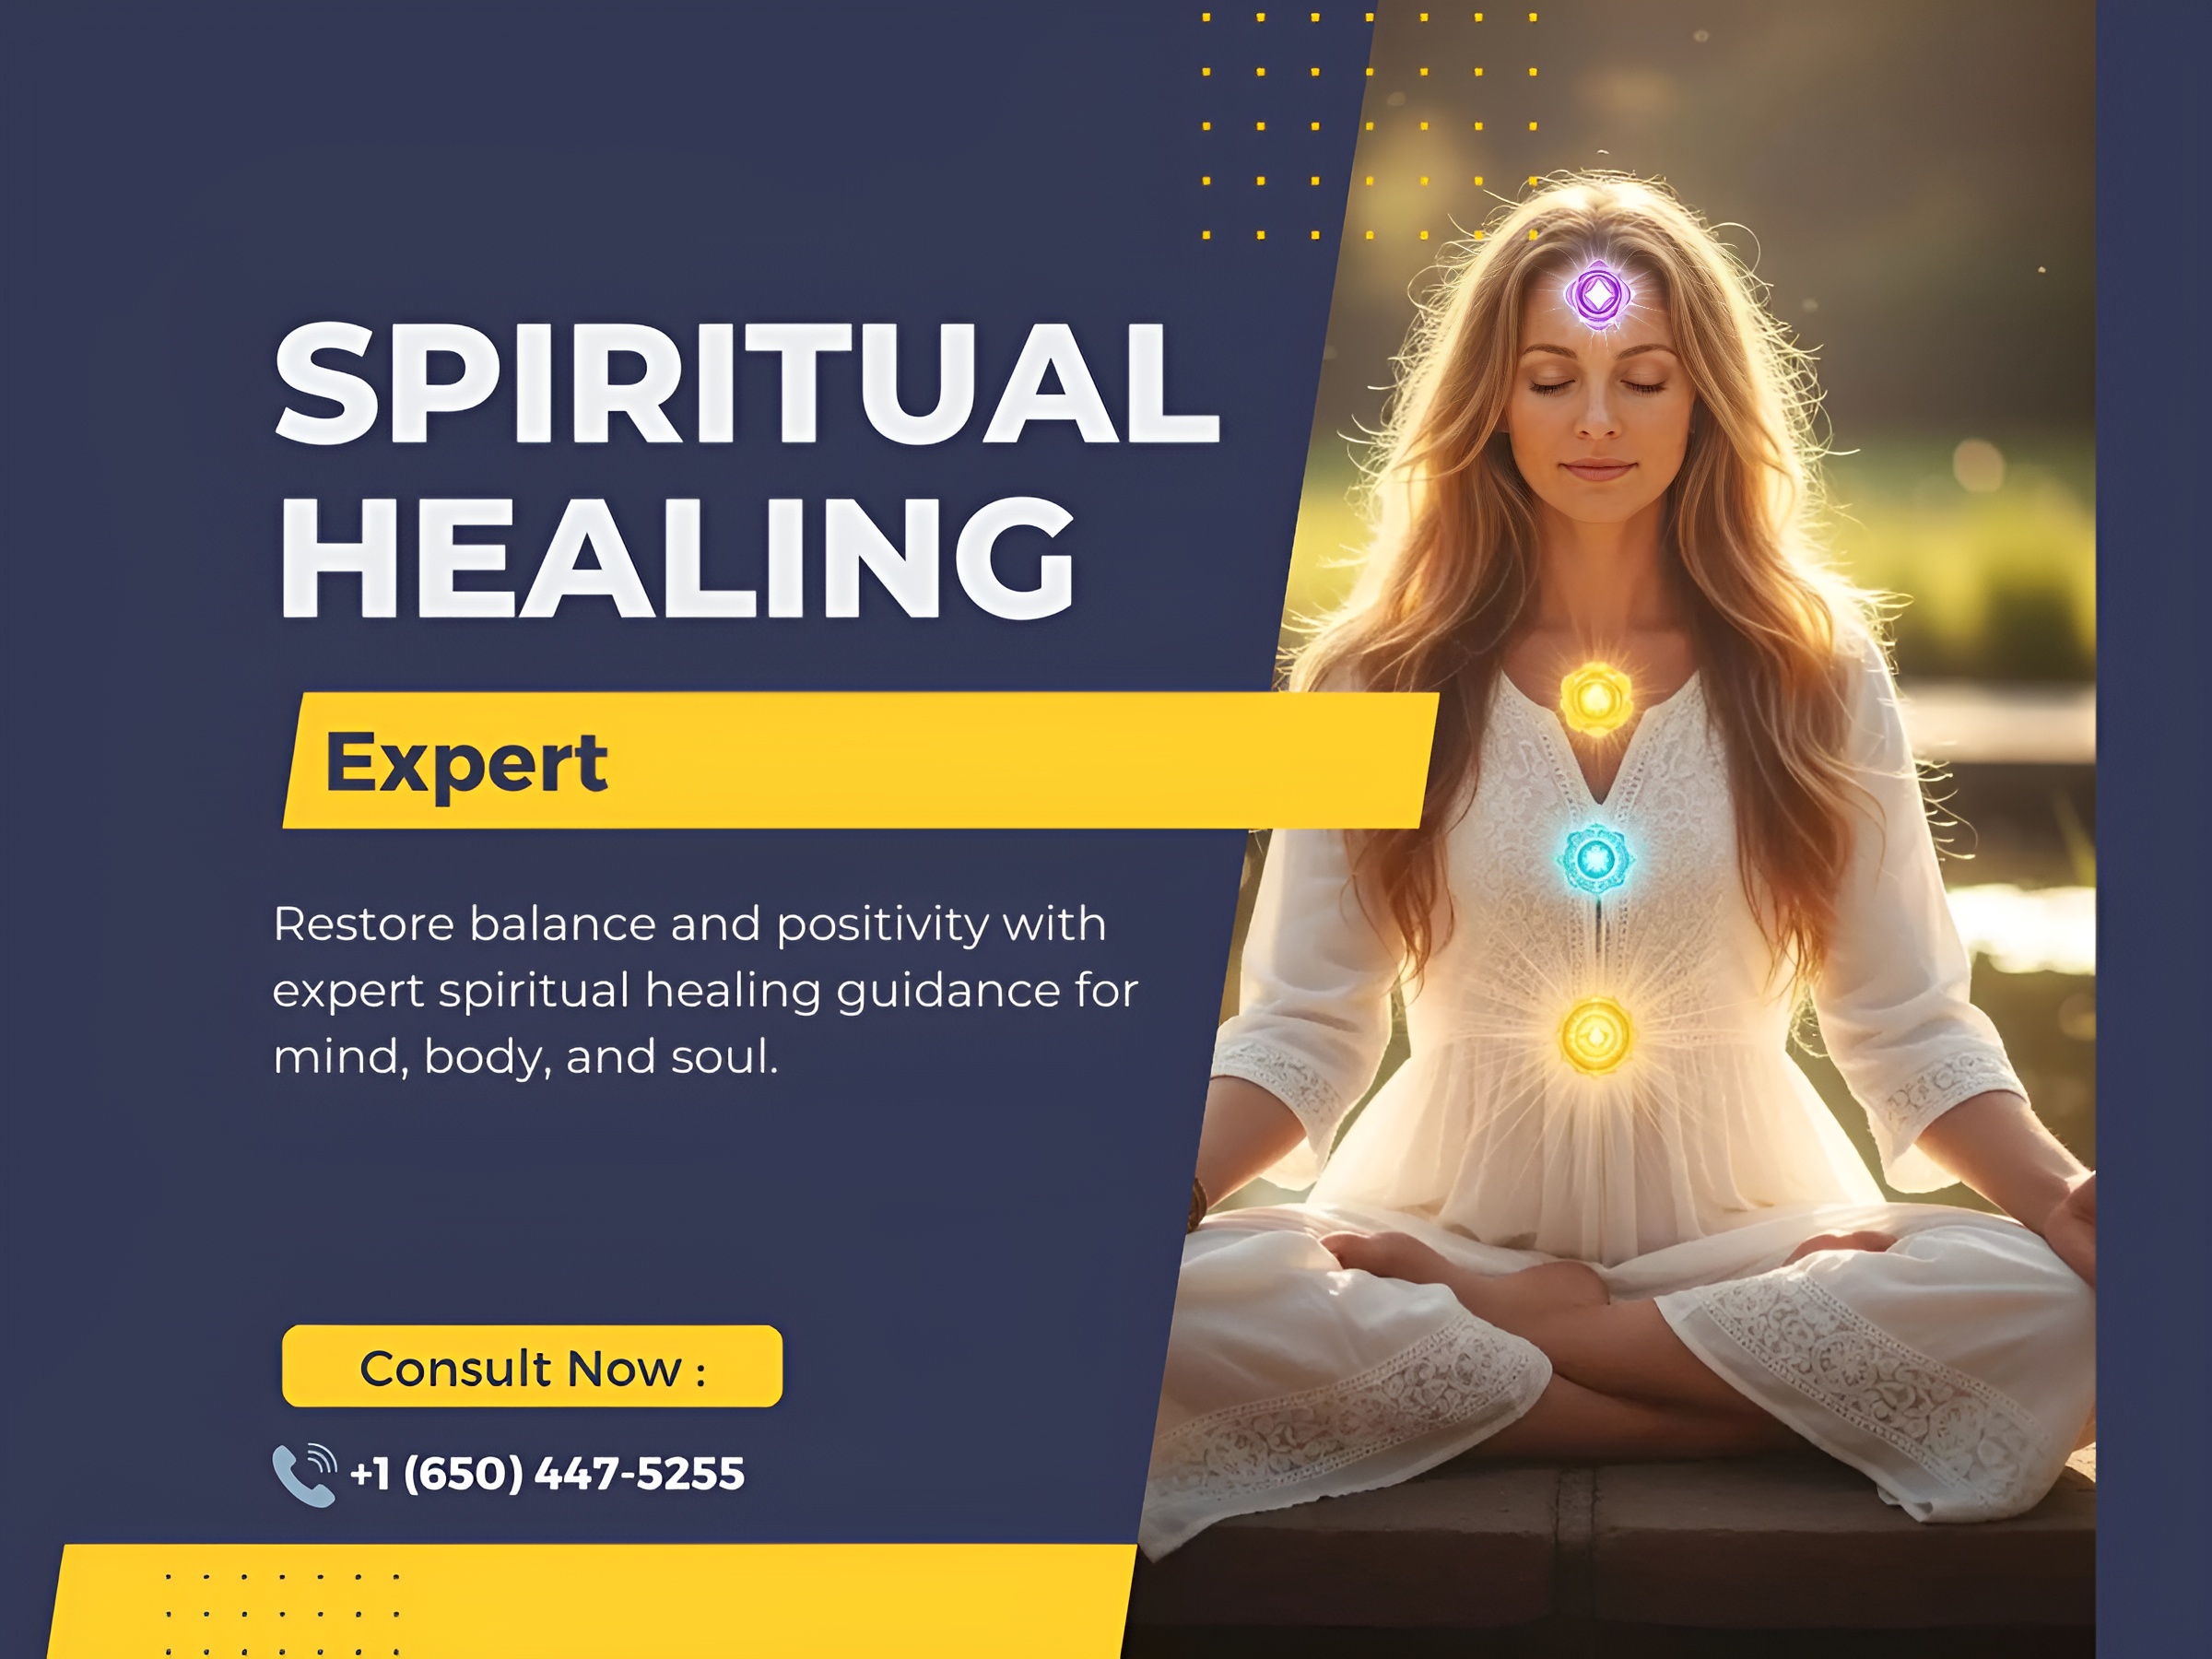 SPIRITUAL
HEALING
Expert
Restore balance and positivity with
expert spiritual healing guidance for
mind, body, and soul.
Consult Now :
+1 (650) 447-5255